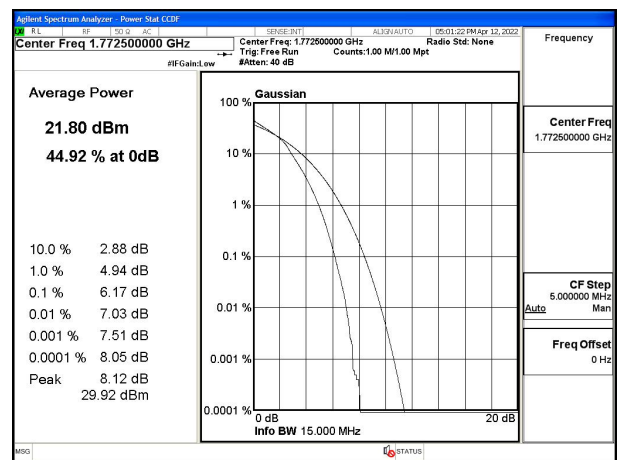 Agilent Spectrum Analyzer - Power Stat CCDF
RL RF 50 Ω AC SENSE:INT ALIGN AUTO 05:01:22 PM Apr 12, 2022
Center Freq 1.772500000 GHz
Center Freq: 1.772500000 GHz Radio Std: None
Trig: Free Run Counts:1.00 M/1.00 Mpt
#IFGain:Low #Atten: 40 dB
Average Power
21.80 dBm
44.92 % at 0dB
10.0 % 2.88 dB
1.0 % 4.94 dB
0.1 % 6.17 dB
0.01 % 7.03 dB
0.001 % 7.51 dB
0.0001 % 8.05 dB
Peak 8.12 dB
29.92 dBm
Gaussian
100 %
10 %
1 %
0.1 %
0.01 %
0.001 %
0.0001 %
0 dB 20 dB
Info BW 15.000 MHz
Frequency
Center Freq
1.772500000 GHz
CF Step
5.000000 MHz
Auto Man
Freq Offset
0 Hz
MSG STATUS